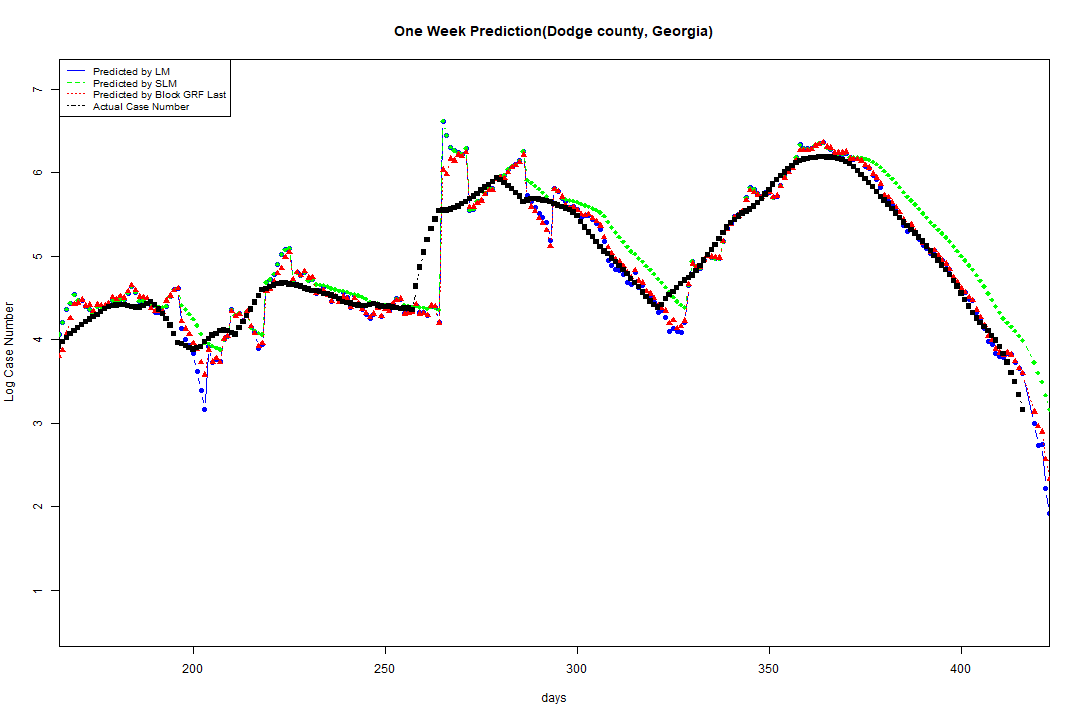 One Week Prediction(Dodge county, Georgia)
Predicted by LM
Predicted by SLM
Predicted by Block GRF Last
Actual Case Number
7
6
5
4
3
2
1
Log Case Number
200 250 300 350 400
days